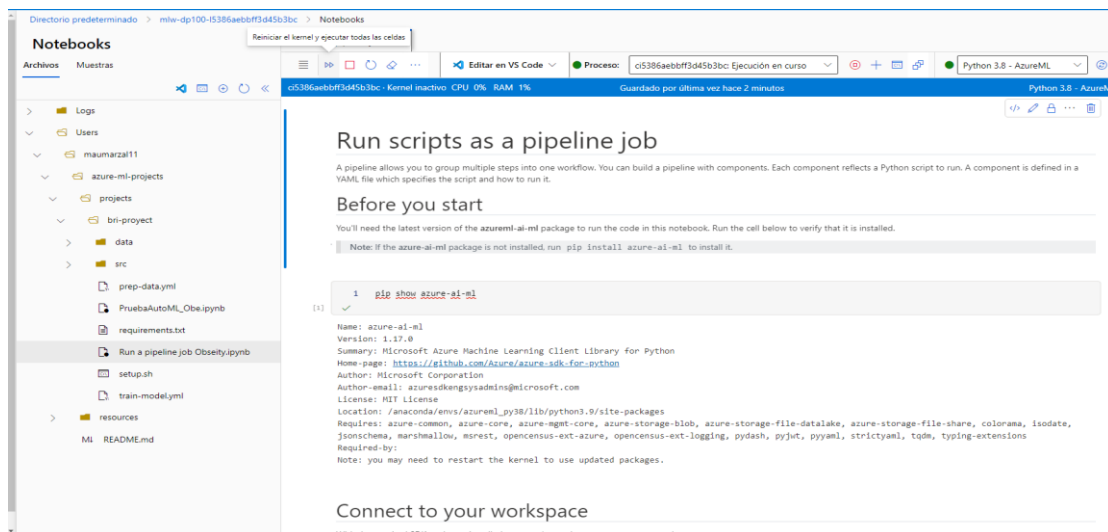 Directorio predeterminado > mlw-dp100-l5386aebbff3d45b3bc > Notebooks
Notebooks
Reiniciar el kernel y ejecutar todas las celdas
Archivos Muestras
Editar en VS Code
Proceso: ci5386aebbff3d45b3bc: Ejecución en curso
Python 3.8 - AzureML
ci5386aebbff3d45b3bc · Kernel inactivo CPU 0% RAM 1% Guardado por última vez hace 2 minutos Python 3.8 - AzureM
Logs
Users
maumarzal11
azure-ml-projects
projects
bri-proyect
data
src
prep-data.yml
PruebaAutoML_Obe.ipynb
requirements.txt
Run a pipeline job Obseity.ipynb
setup.sh
train-model.yml
resources
README.md
Run scripts as a pipeline job
A pipeline allows you to group multiple steps into one workflow. You can build a pipeline with components. Each component reflects a Python script to run. A component is defined in a
YAML file which specifies the script and how to run it.
Before you start
You'll need the latest version of the azureml-ai-ml package to run the code in this notebook. Run the cell below to verify that it is installed.
Note: If the azure-ai-ml package is not installed, run pip install azure-ai-ml to install it.
1 pip show azure-ai-ml
[1]
Name: azure-ai-ml
Version: 1.17.0
Summary: Microsoft Azure Machine Learning Client Library for Python
Home-page: https://github.com/Azure/azure-sdk-for-python
Author: Microsoft Corporation
Author-email: azuresdkengsysadmins@microsoft.com
License: MIT License
Location: /anaconda/envs/azureml_py38/lib/python3.9/site-packages
Requires: azure-common, azure-core, azure-mgmt-core, azure-storage-blob, azure-storage-file-datalake, azure-storage-file-share, colorama, isodate,
jsonschema, marshmallow, msrest, opencensus-ext-azure, opencensus-ext-logging, pydash, pyjwt, pyyaml, strictyaml, tqdm, typing-extensions
Required-by:
Note: you may need to restart the kernel to use updated packages.
Connect to your workspace